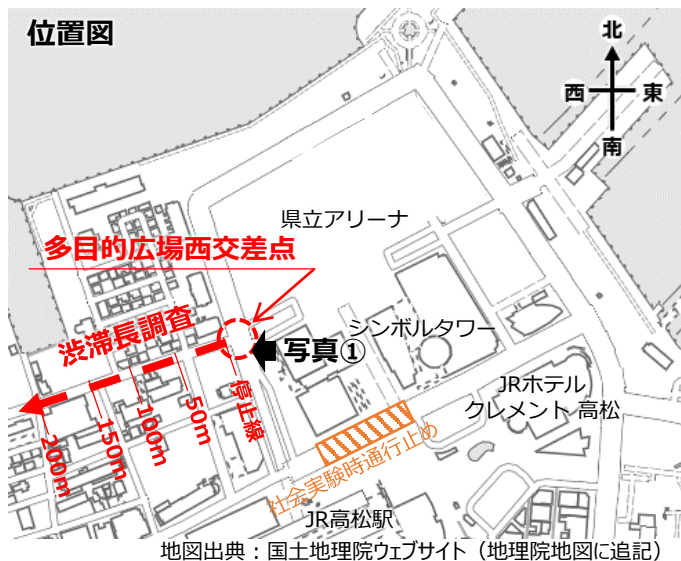 位置図
北
西
東
南
県立アリーナ
多目的広場西交差点
渋滞長調査
シンボルタワー
写真①
JRホテル
クレメント 高松
停止線
50m
100m
150m
200m
社会実験時通行止め
JR高松駅
地図出典：国土地理院ウェブサイト（地理院地図に追記）